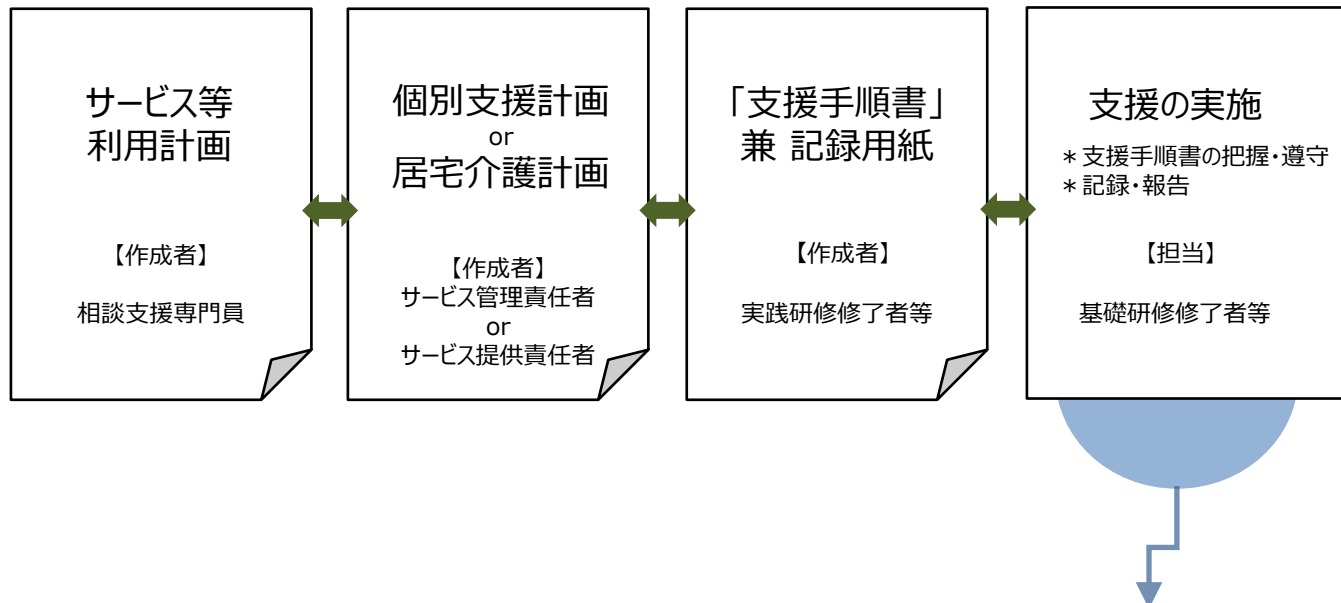 サービス等
利用計画
【作成者】
相談支援専門員
個別支援計画
or
居宅介護計画
【作成者】
サービス管理責任者
or
サービス提供責任者
「支援手順書」
兼 記録用紙
【作成者】
実践研修修了者等
支援の実施
＊支援手順書の把握・遵守
＊記録・報告
【担当】
基礎研修修了者等